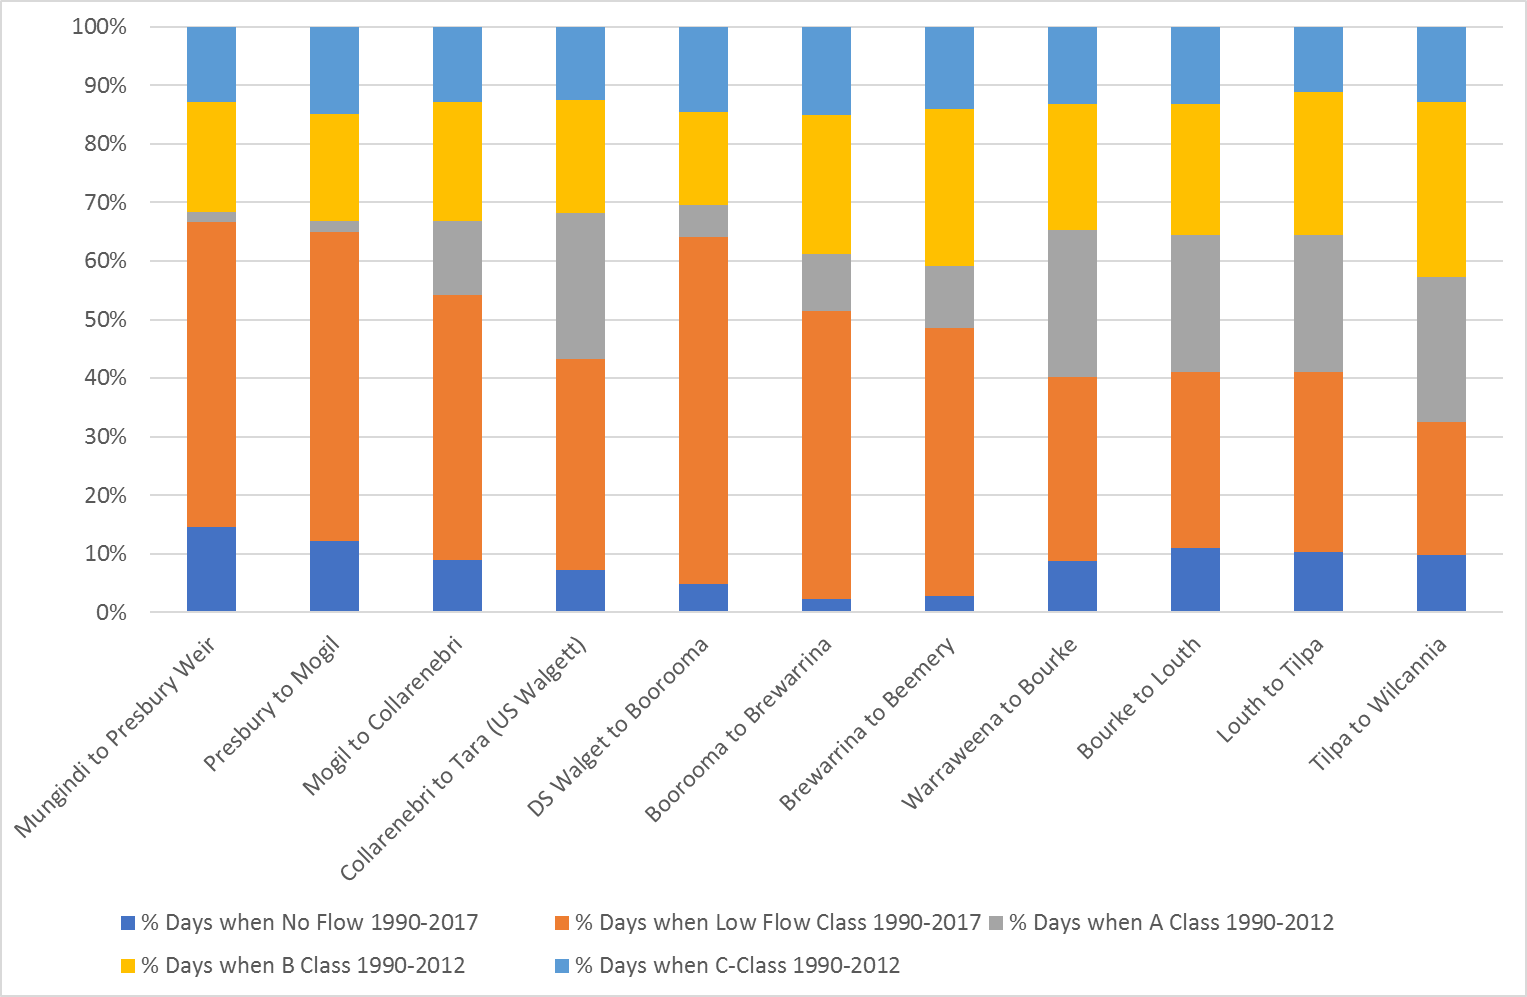 100%
90%
80%
70%
60%
50%
40%
30%
20%
10%
0%
Mungindi to Presbury Weir
Presbury to Mogil
Mogil to Collarenebri
Collarenebri to Tara (US Walgett)
DS Walget to Boorooma
Boorooma to Brewarrina
Brewarrina to Beemery
Warraweena to Bourke
Bourke to Louth
Louth to Tilpa
Tilpa to Wilcannia
% Days when No Flow 1990-2017
% Days when Low Flow Class 1990-2017
% Days when A Class 1990-2012
% Days when B Class 1990-2012
% Days when C-Class 1990-2012